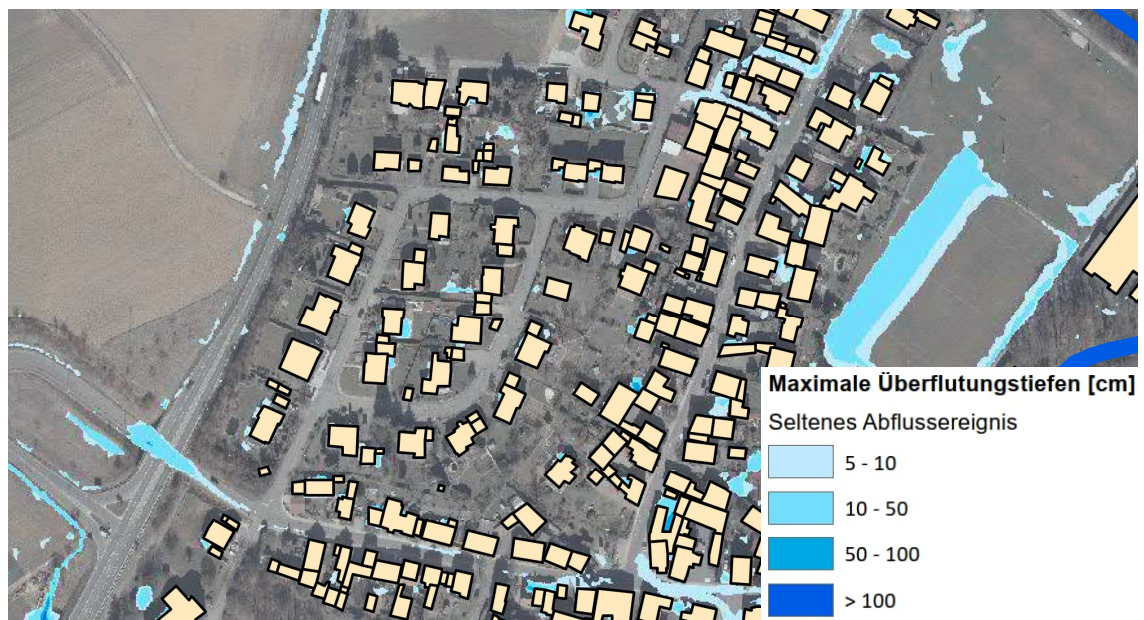 Maximale Überflutungstiefen [cm]
Seltenes Abflussereignis
5 - 10
10 - 50
50 - 100
> 100